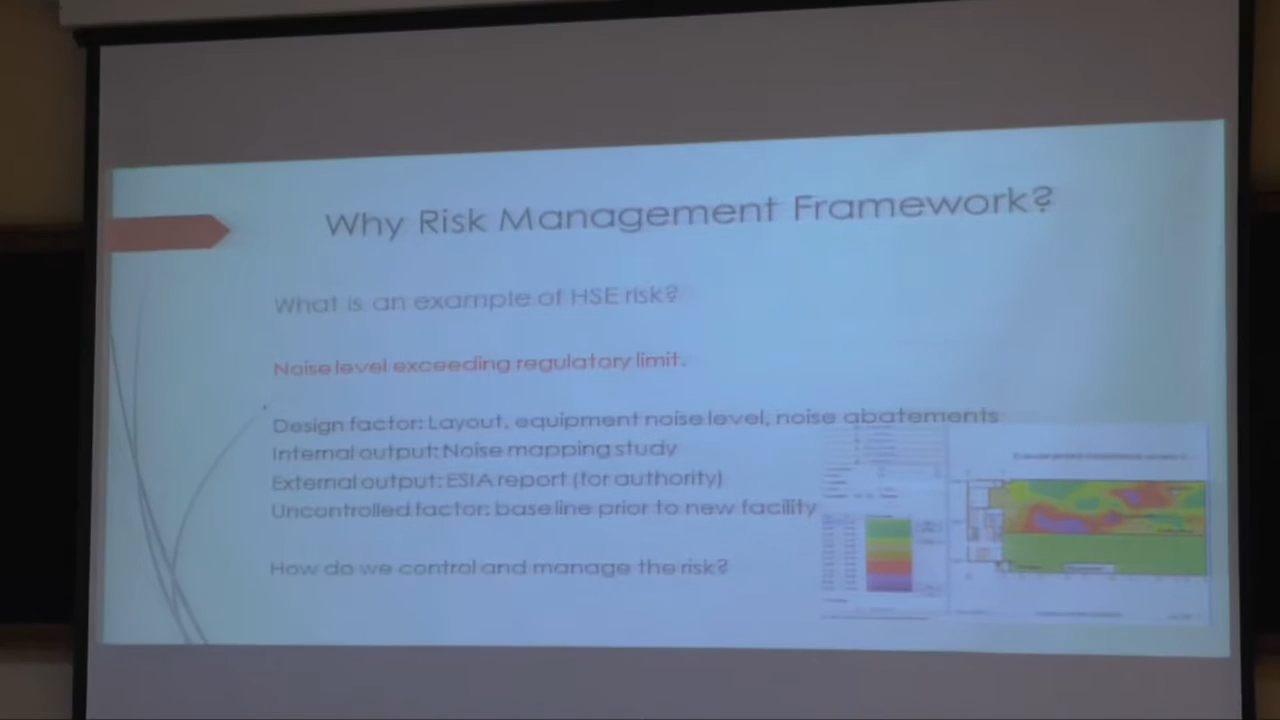 Why Risk Management Framework?
What is an example of HSE risk?
Noise level exceeding regulatory limit.
Design factor: Layout, equipment noise level, noise abatements
Internal output: Noise mapping study
External output: ESIA report (for authority)
Uncontrolled factor: baseline prior to new facility
How do we control and manage the risk?